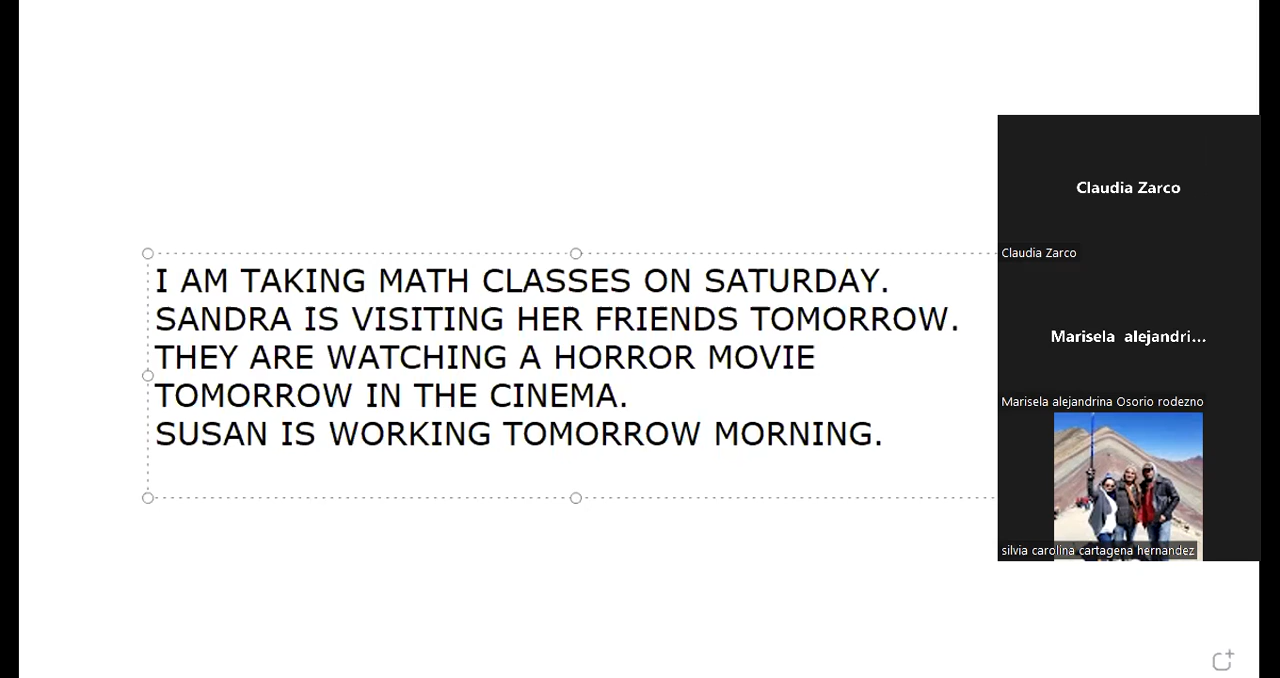 I AM TAKING MATH CLASSES ON SATURDAY.
SANDRA IS VISITING HER FRIENDS TOMORROW.
THEY ARE WATCHING A HORROR MOVIE
TOMORROW IN THE CINEMA.
SUSAN IS WORKING TOMORROW MORNING.
Claudia Zarco
Claudia Zarco
Marisela alejandri...
Marisela alejandrina Osorio rodezno
silvia carolina cartagena hernandez